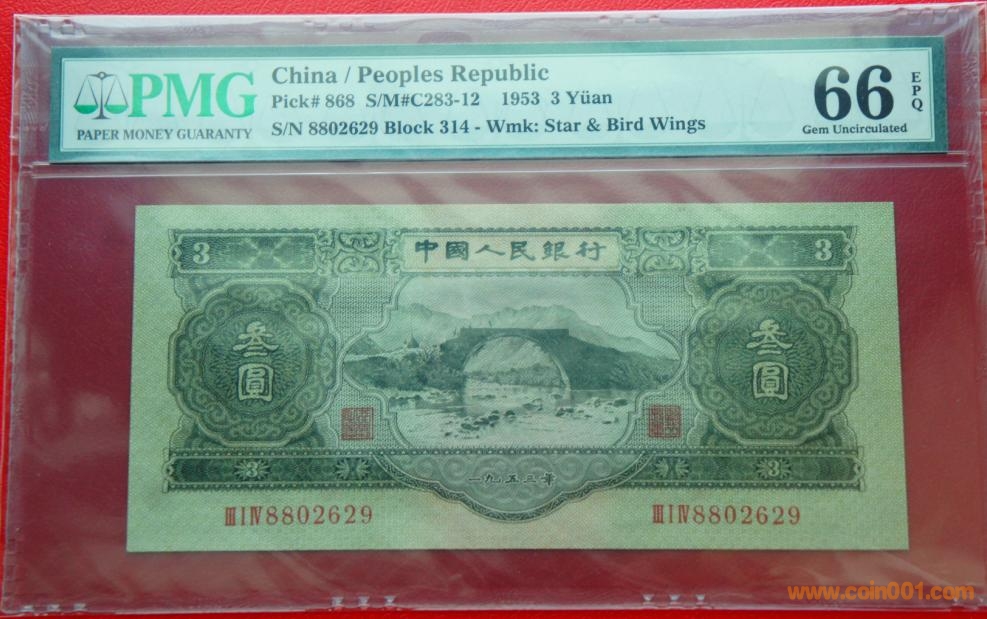 PMG
PAPER MONEY GUARANTY
China / Peoples Republic
Pick# 868 S/M#C283-12 1953 3 Yüan
S/N 8802629 Block 314 - Wmk: Star & Bird Wings
66 EPQ
Gem Uncirculated
3 中國人民銀行 3
叁圓 叁圓
3 3
一九五三年
ⅢⅠⅣ8802629 ⅢⅠⅣ8802629
www.coin001.com